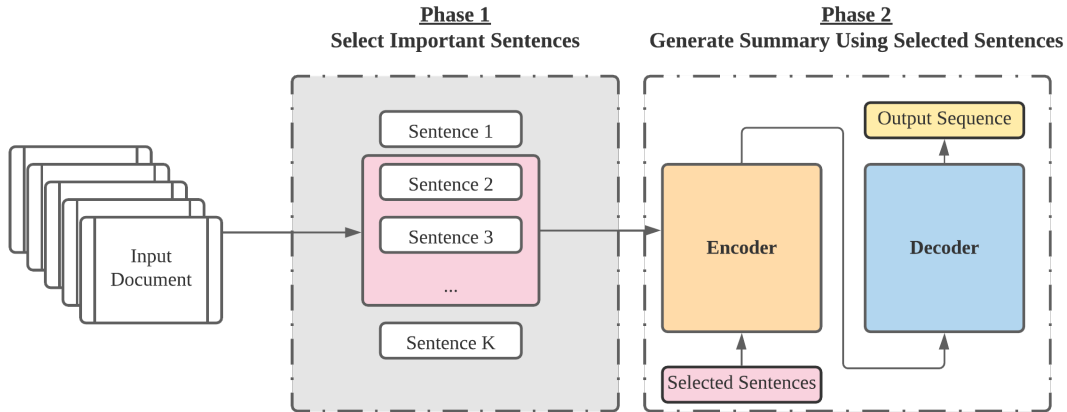 Phase 1
Select Important Sentences
Phase 2
Generate Summary Using Selected Sentences
Input
Document
Sentence 1
Sentence 2
Sentence 3
...
Sentence K
Encoder
Selected Sentences
Output Sequence
Decoder